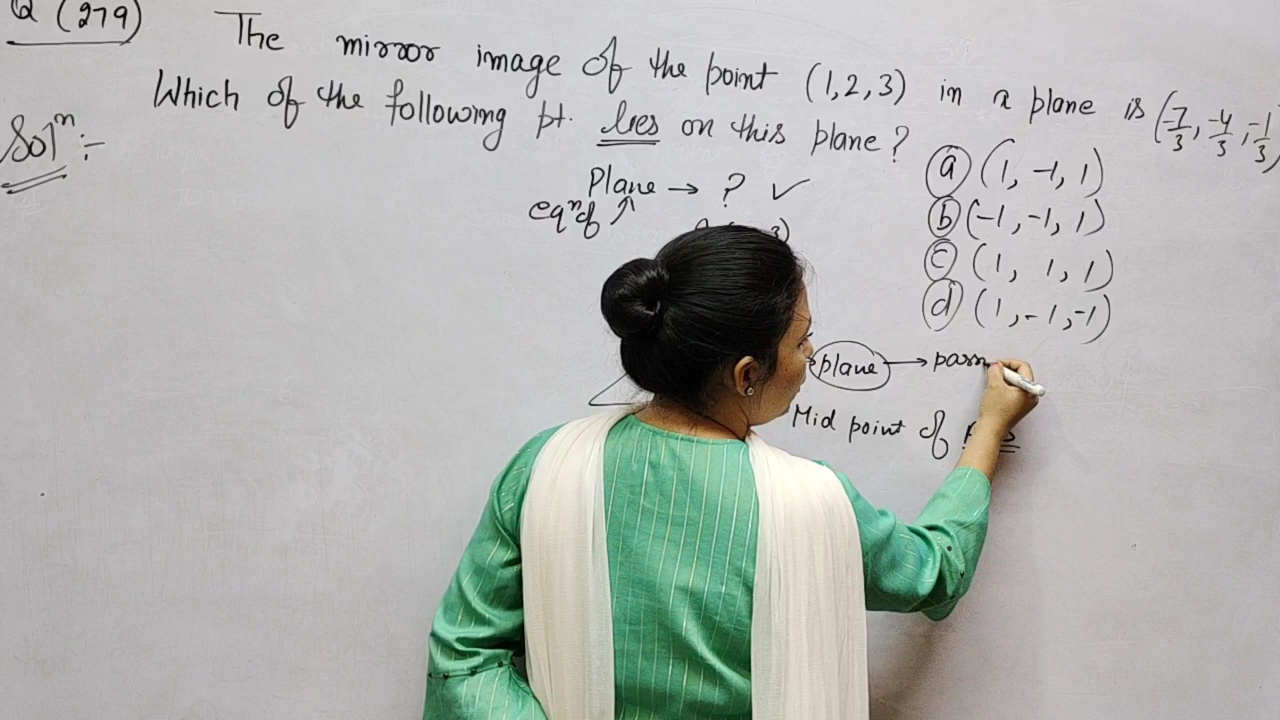 Q (279)
The mirror image of the point (1,2,3) in a plane is (-7/3, -4/3, -1/3)
Which of the following pt. lies on this plane?
Solⁿ :-
Plane → ? ✓
eqⁿ of ↑
3)
(a) (1, -1, 1)
(b) (-1, -1, 1)
(c) (1, 1, 1)
(d) (1, -1, -1)
plane →
Mid point of